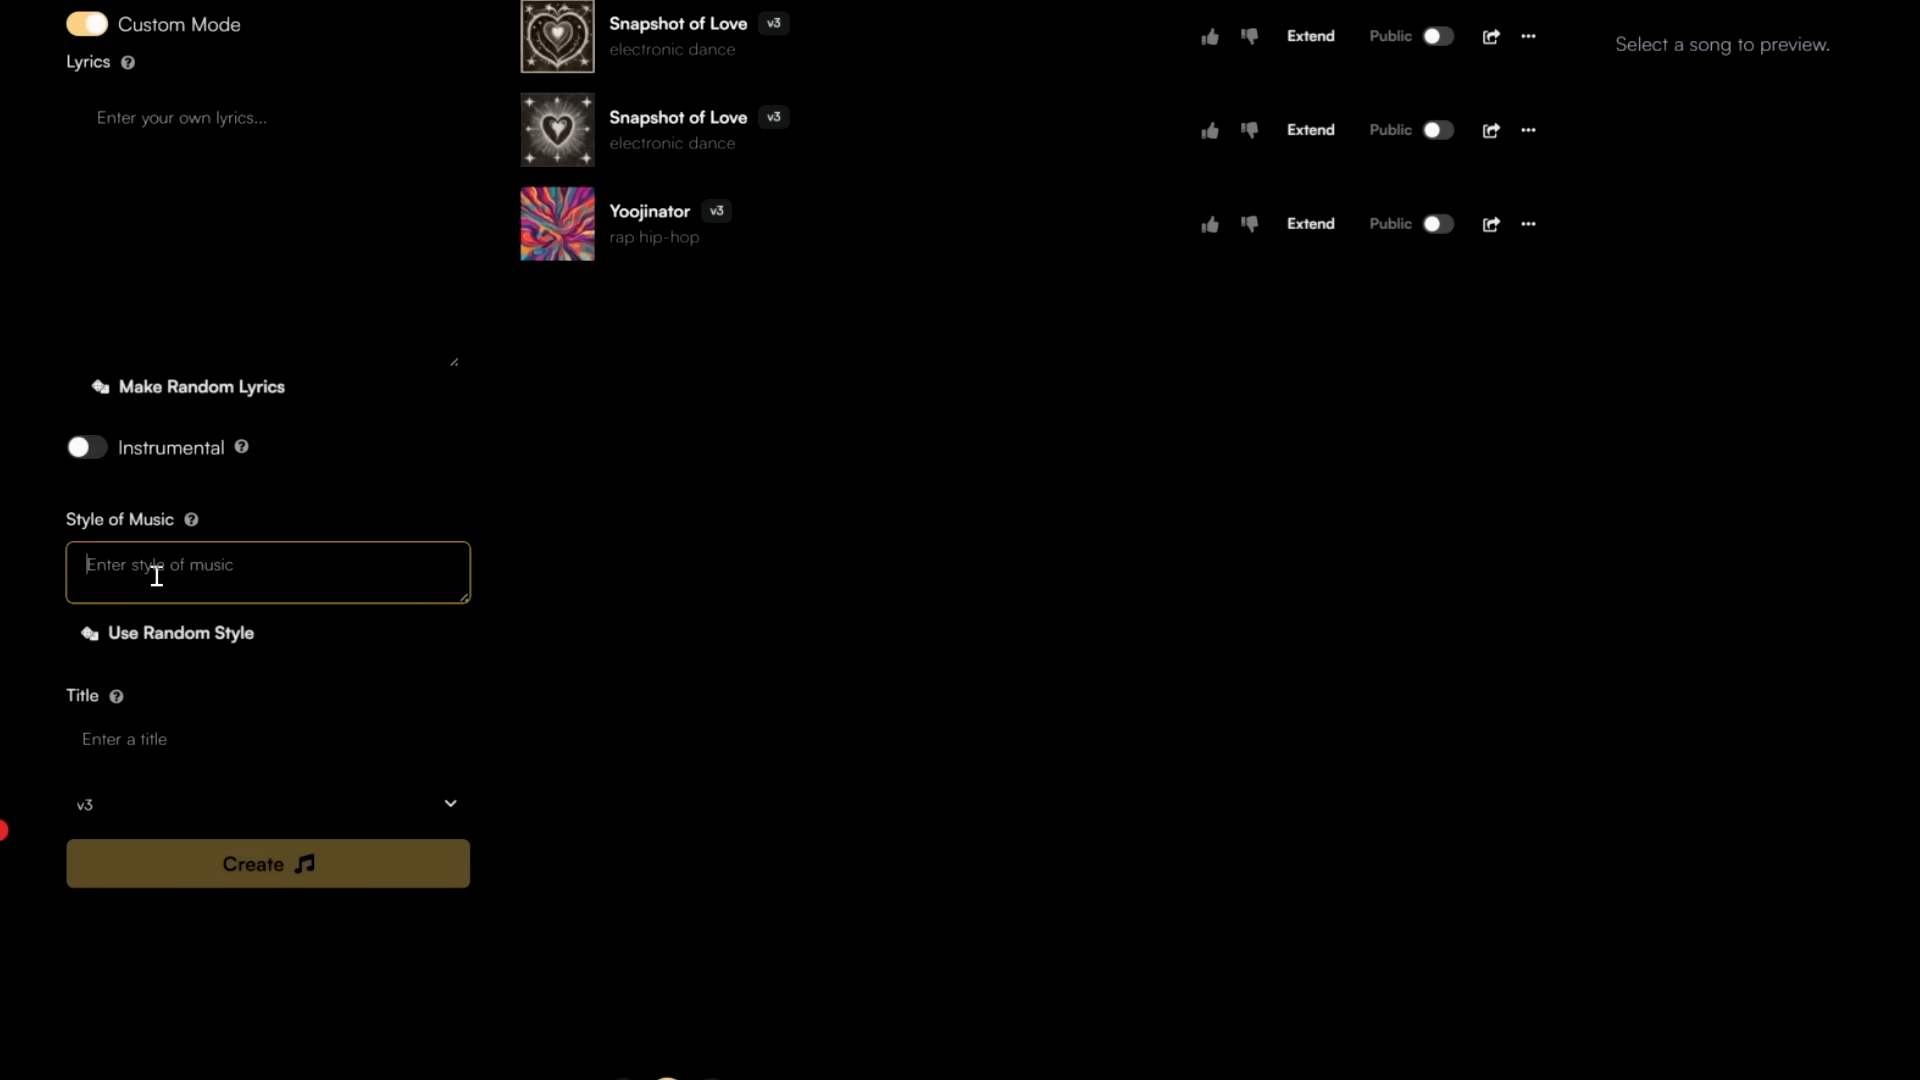 Custom Mode
Lyrics
Enter your own lyrics...
Make Random Lyrics
Instrumental
Style of Music
Enter style of music
Use Random Style
Title
Enter a title
v3
Create
Snapshot of Love v3
electronic dance
Extend Public
Snapshot of Love v3
electronic dance
Extend Public
Yoojinator v3
rap hip-hop
Extend Public
Select a song to preview.